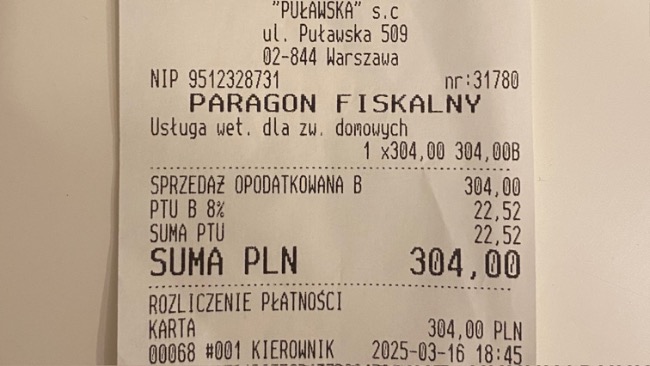 "PUŁAWSKA" s.c
ul. Puławska 509
02-844 Warszawa
NIP 9512328731 nr:31780
PARAGON FISKALNY
Usługa wet. dla zw. domowych
1 x304,00 304,00B
SPRZEDAŻ OPODATKOWANA B 304,00
PTU B 8% 22,52
SUMA PTU 22,52
SUMA PLN 304,00
ROZLICZENIE PŁATNOŚCI
KARTA 304,00 PLN
00068 #001 KIEROWNIK 2025-03-16 18:45